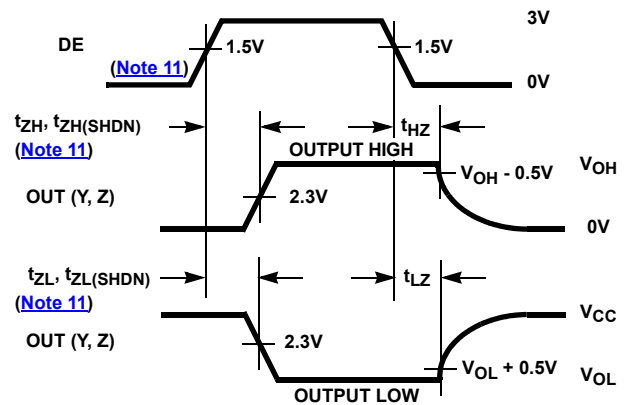 3V
DE
1.5V
1.5V
(Note 11)
0V
tZH, tZH(SHDN)
tHZ
(Note 11)
OUTPUT HIGH
VOH - 0.5V
VOH
OUT (Y, Z)
2.3V
0V
tZL, tZL(SHDN)
tLZ
(Note 11)
VCC
OUT (Y, Z)
2.3V
VOL + 0.5V
VOL
OUTPUT LOW